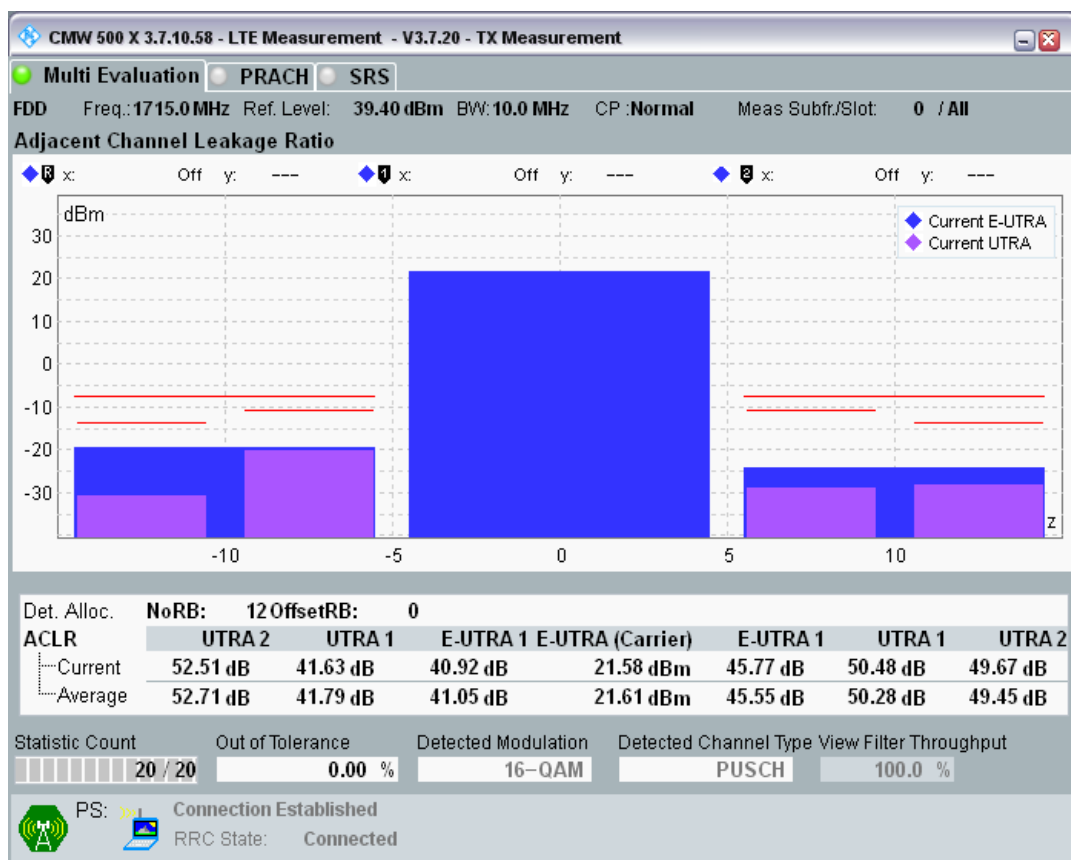 CMW 500 X 3.7.10.58 - LTE Measurement - V3.7.20 - TX Measurement
Multi Evaluation PRACH SRS
FDD Freq.: 1715.0 MHz Ref. Level: 39.40 dBm BW: 10.0 MHz CP :Normal Meas Subfr./Slot: 0 / All
Adjacent Channel Leakage Ratio
R x: Off y: --- 1 x: Off y: --- 2 x: Off y: ---
dBm
Current E-UTRA
Current UTRA
30
20
10
0
-10
-20
-30
z
-10 -5 0 5 10
Det. Alloc. NoRB: 12 OffsetRB: 0
ACLR UTRA 2 UTRA 1 E-UTRA 1 E-UTRA (Carrier) E-UTRA 1 UTRA 1 UTRA 2
Current 52.51 dB 41.63 dB 40.92 dB 21.58 dBm 45.77 dB 50.48 dB 49.67 dB
Average 52.71 dB 41.79 dB 41.05 dB 21.61 dBm 45.55 dB 50.28 dB 49.45 dB
Statistic Count Out of Tolerance Detected Modulation Detected Channel Type View Filter Throughput
20 / 20 0.00 % 16-QAM PUSCH 100.0 %
PS: Connection Established
RRC State: Connected